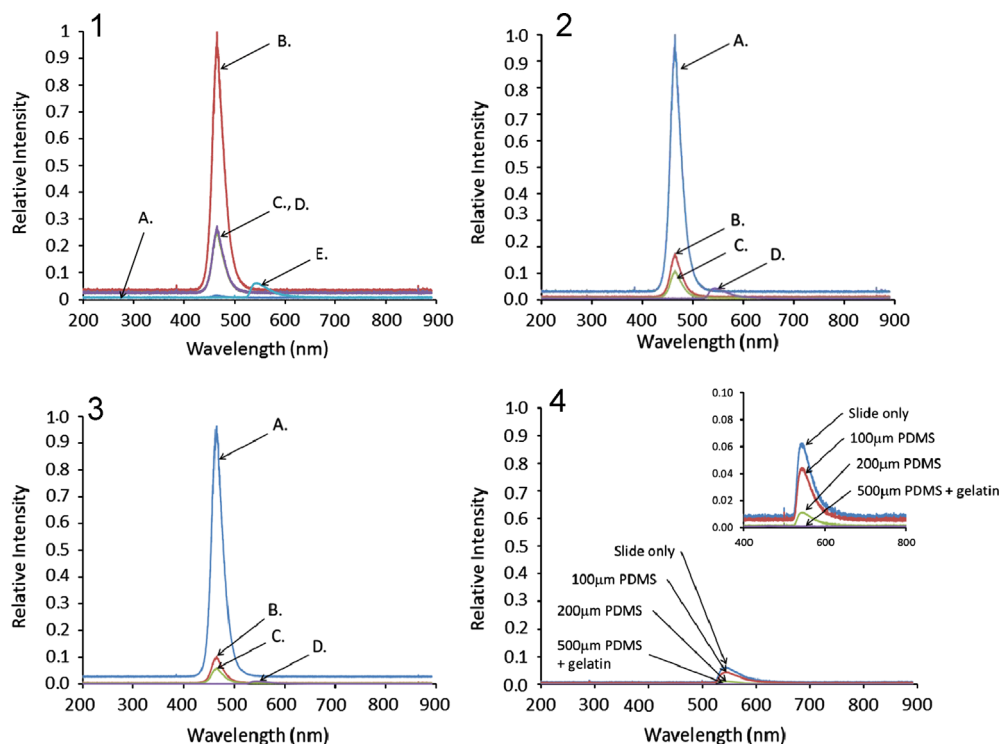 1
Relative Intensity
1
0.9
0.8
0.7
0.6
0.5
0.4
0.3
0.2
0.1
0
200 300 400 500 600 700 800 900
Wavelength (nm)
A.
B.
C., D.
E.
2
Relative Intensity
1.0
0.9
0.8
0.7
0.6
0.5
0.4
0.3
0.2
0.1
0.0
200 300 400 500 600 700 800 900
Wavelength (nm)
A.
B.
C.
D.
3
Relative Intensity
1.0
0.9
0.8
0.7
0.6
0.5
0.4
0.3
0.2
0.1
0.0
200 300 400 500 600 700 800 900
Wavelength (nm)
A.
B.
C.
D.
4
Relative Intensity
1.0
0.9
0.8
0.7
0.6
0.5
0.4
0.3
0.2
0.1
0.0
200 300 400 500 600 700 800 900
Wavelength (nm)
Slide only
100μm PDMS
200μm PDMS
500μm PDMS
+ gelatin
0.10
0.08
0.06
0.04
0.02
0.00
400 600 800
Slide only
100μm PDMS
200μm PDMS
500μm PDMS + gelatin